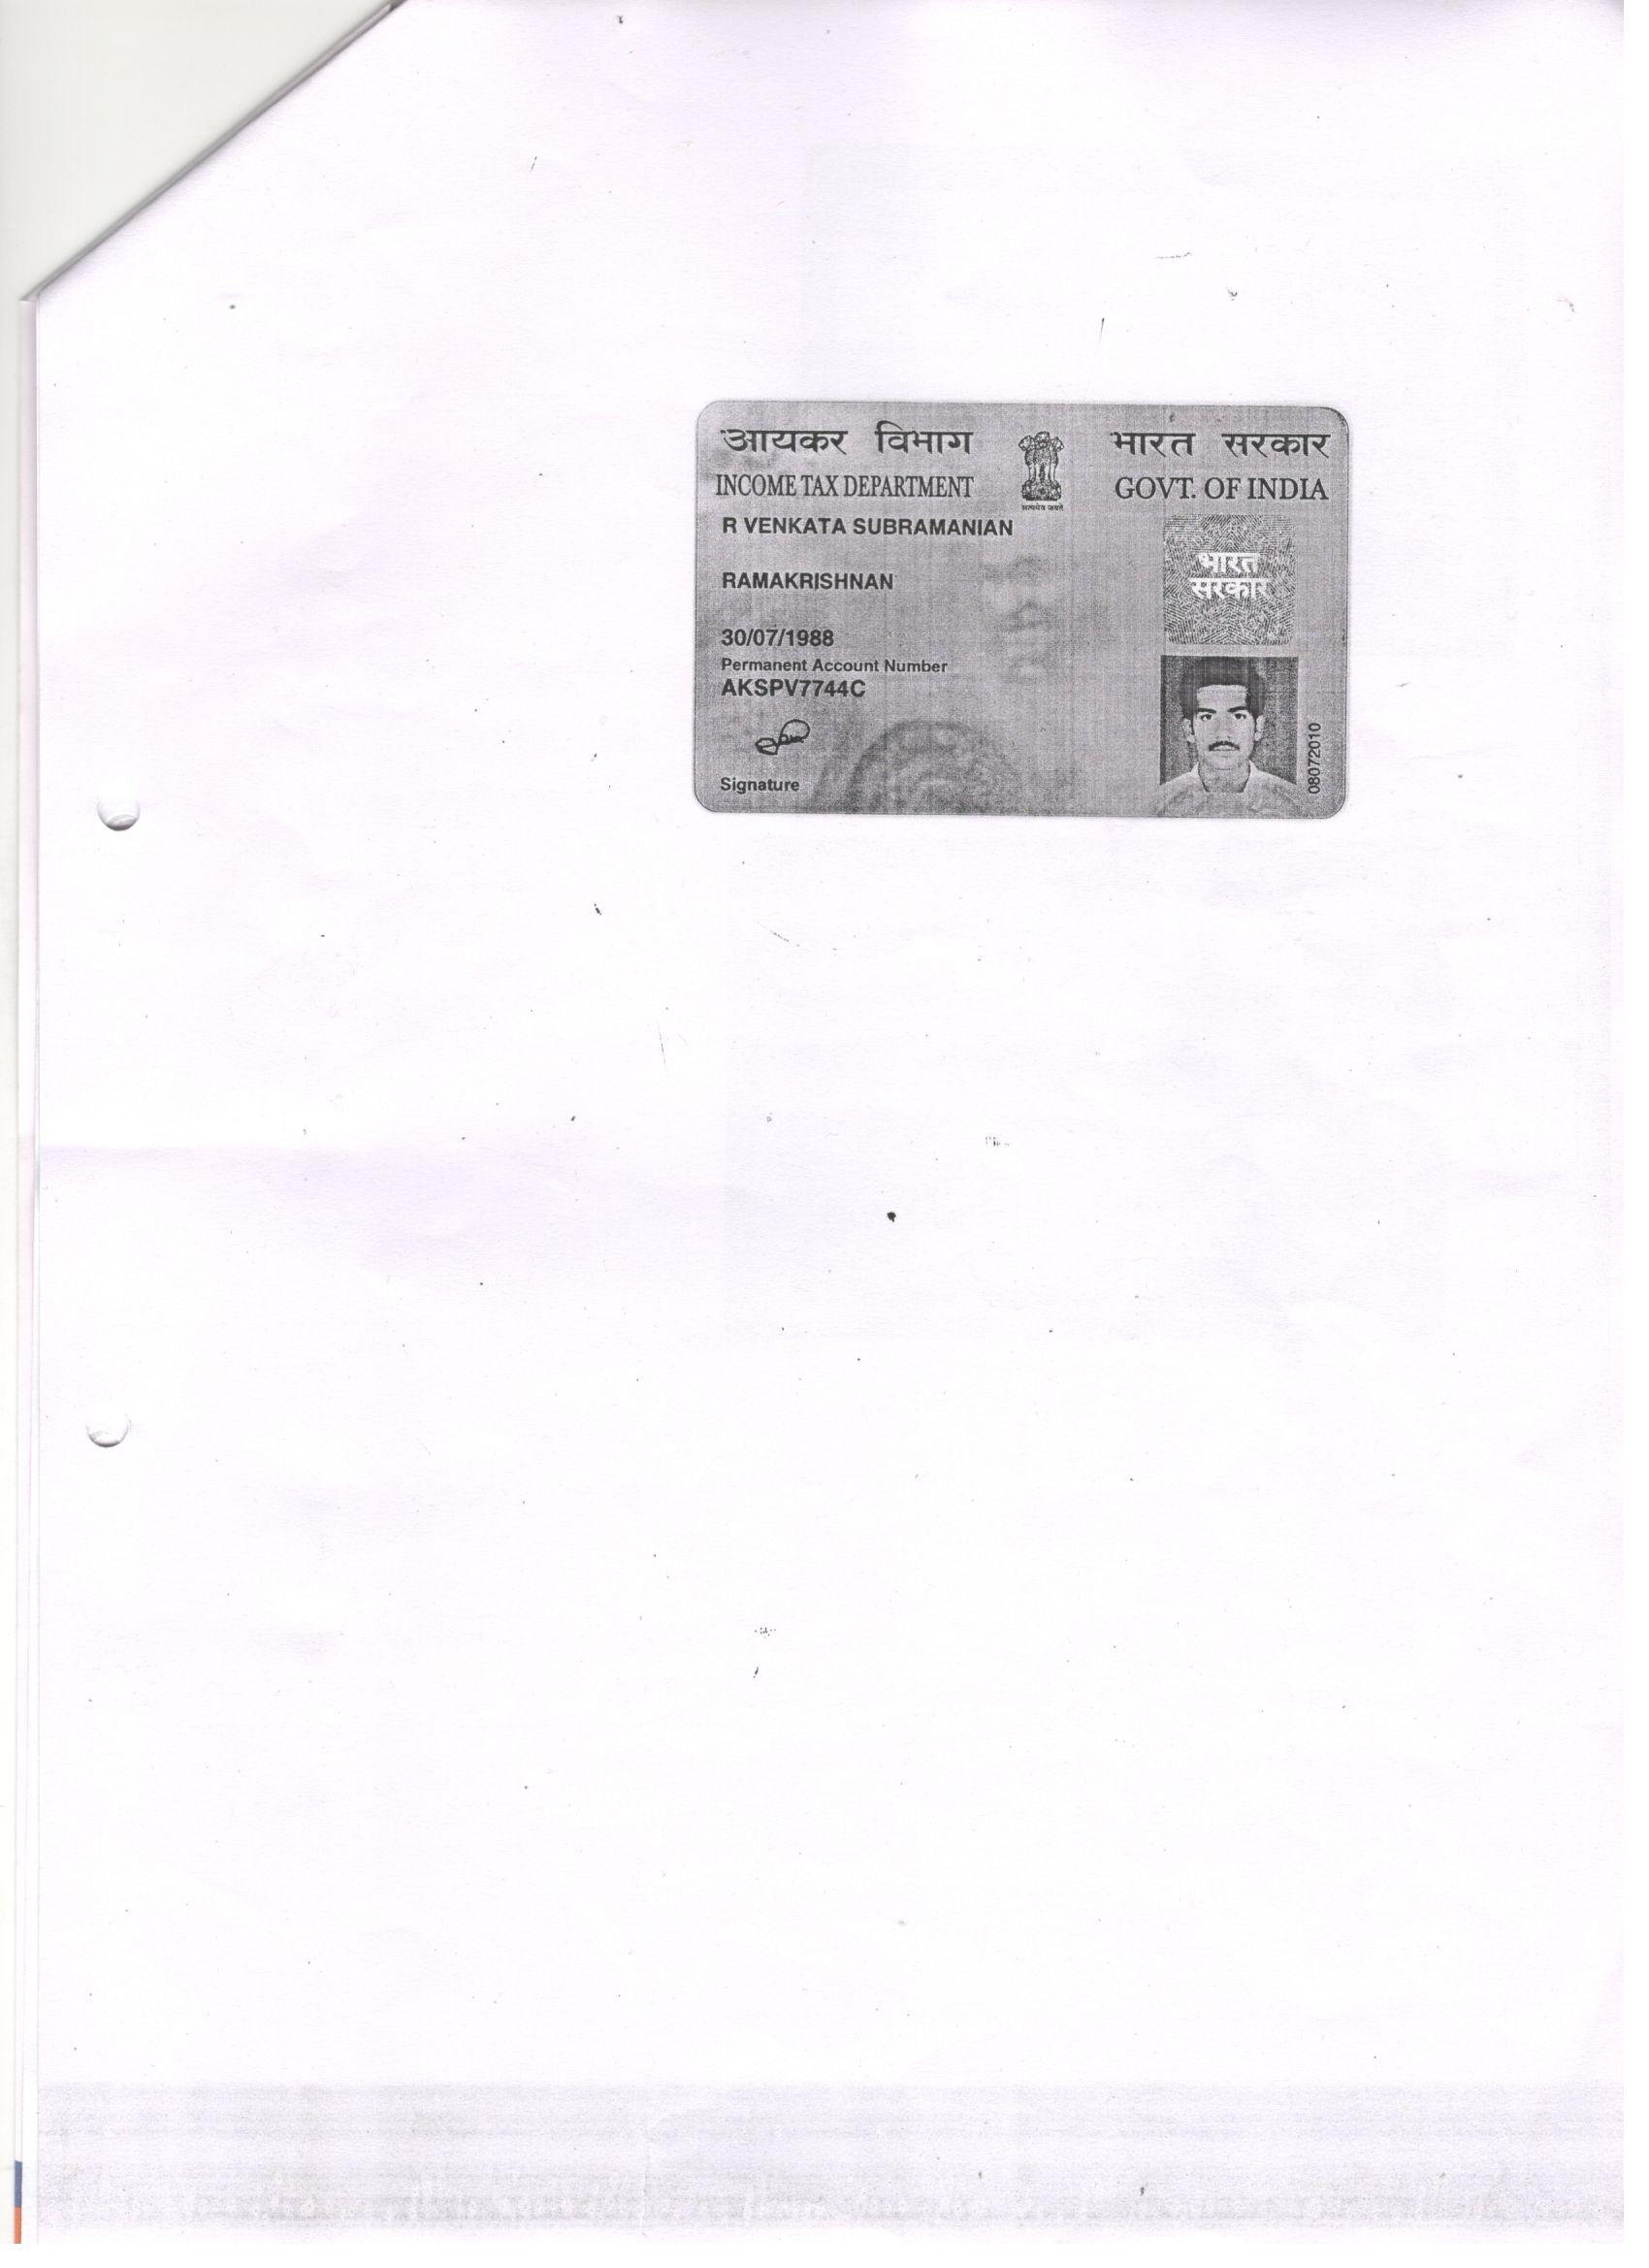 आयकर विभाग
INCOME TAX DEPARTMENT
सत्यमेव जयते
भारत सरकार
GOVT. OF INDIA
R VENKATA SUBRAMANIAN
RAMAKRISHNAN
30/07/1988
Permanent Account Number
AKSPV7744C
Signature
भारत
सरकार
08072010